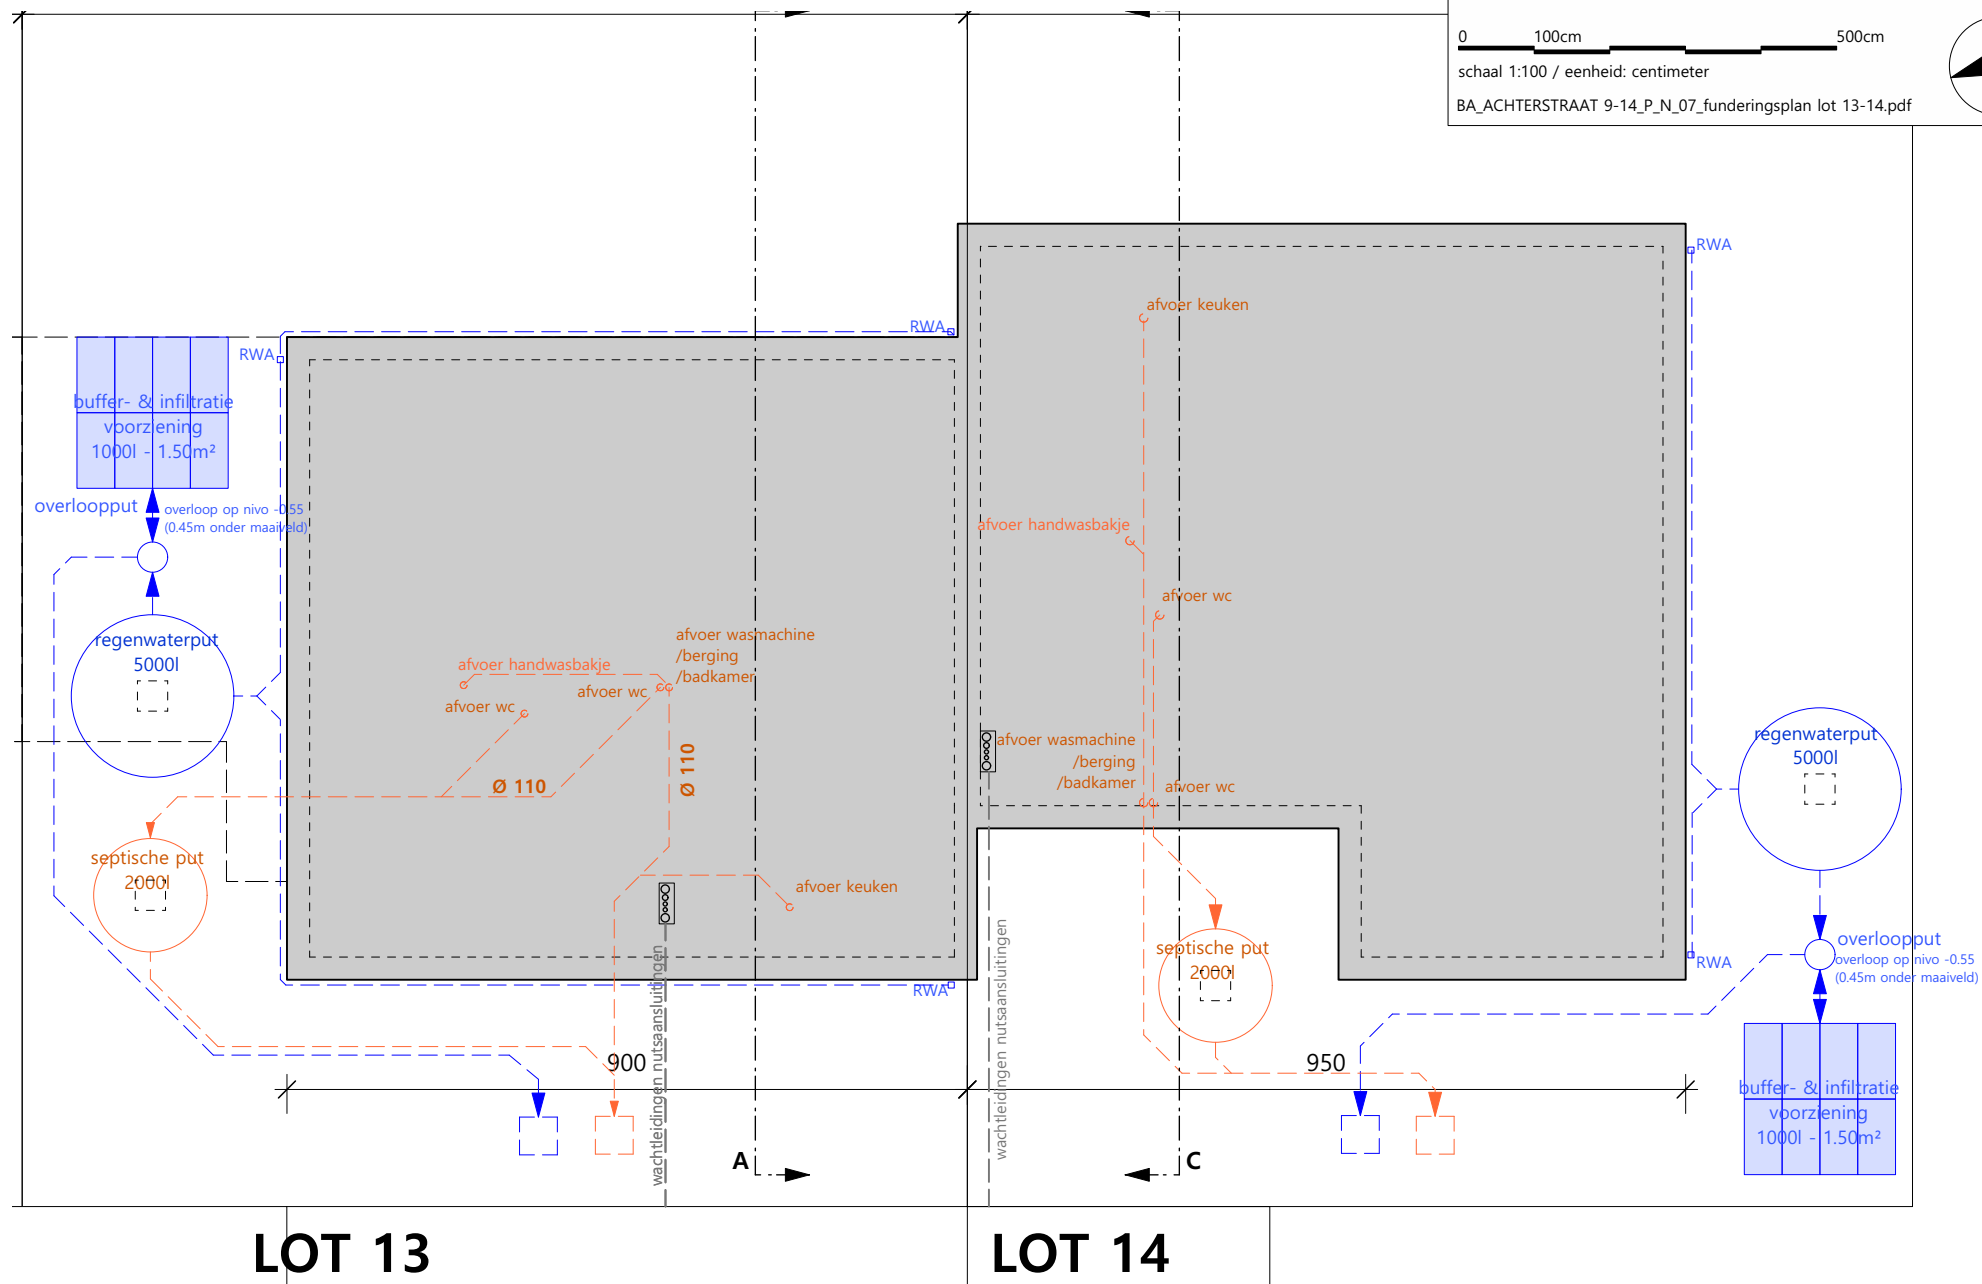 0 100cm 500cm
schaal 1:100 / eenheid: centimeter
BA_ACHTERSTRAAT 9-14_P_N_07_funderingsplan lot 13-14.pdf
RWA
afvoer keuken
RWA
RWA
buffer- & infiltratie
voorziening
1000l - 1.50m²
overloopput
overloop op nivo -0.55
(0.45m onder maaiveld)
afvoer handwasbakje
afvoer wc
regenwaterput
5000l
afvoer wasmachine
/berging
/badkamer
afvoer handwasbakje
afvoer wc
afvoer wc
Ø 110
Ø 110
afvoer wasmachine
/berging
/badkamer
afvoer wc
regenwaterput
5000l
septische put
2000l
afvoer keuken
wachtleidingen nutsaansluitingen
wachtleidingen nutsaansluitingen
septische put
2000l
overloopput
overloop op nivo -0.55
(0.45m onder maaiveld)
RWA
RWA
900
950
buffer- & infiltratie
voorziening
1000l - 1.50m²
A
C
LOT 13
LOT 14